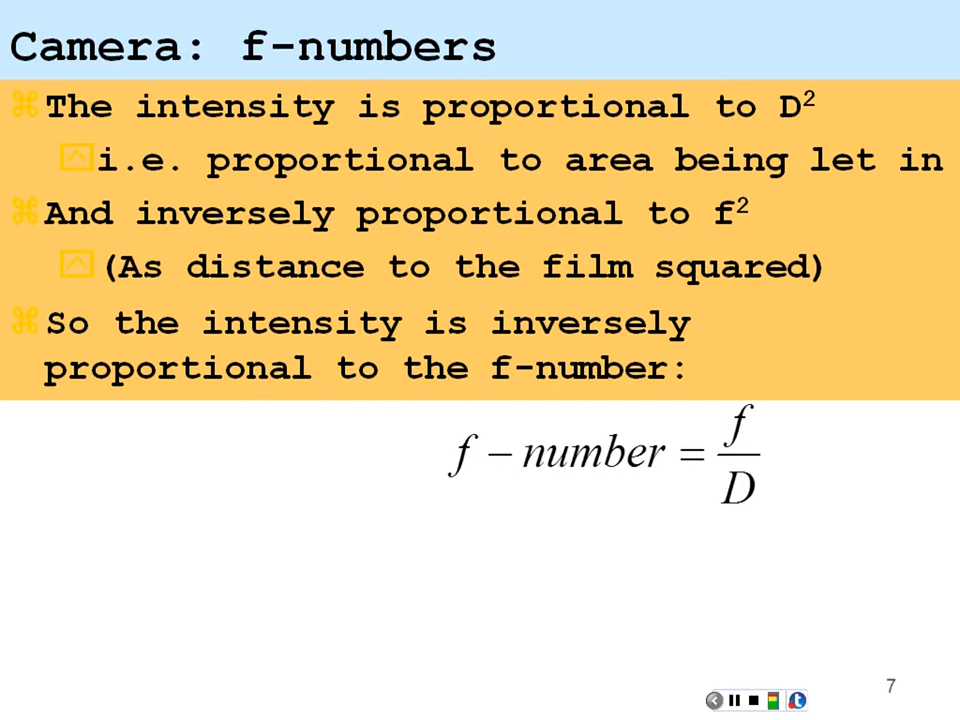 Camera: f-numbers
The intensity is proportional to D²
i.e. proportional to area being let in
And inversely proportional to f²
(As distance to the film squared)
So the intensity is inversely
proportional to the f-number:
f – number = f/D
7